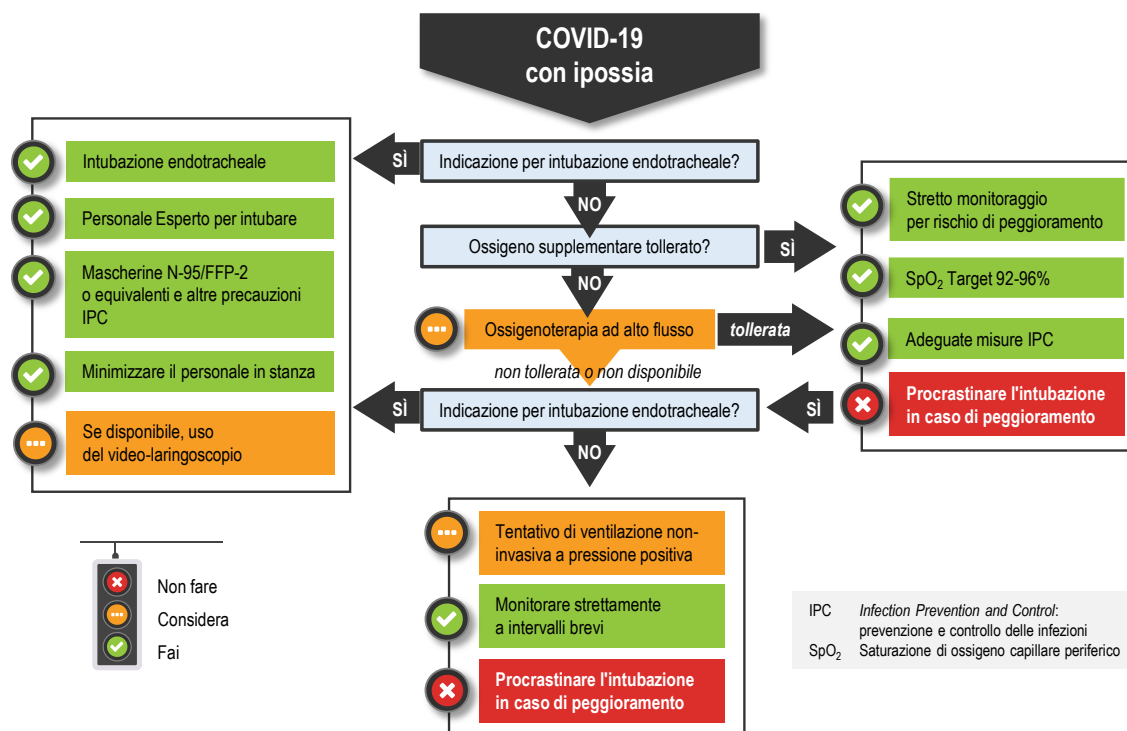 COVID-19
con ipossia
Indicazione per intubazione endotracheale?
SÌ
NO
Intubazione endotracheale
Personale Esperto per intubare
Mascherine N-95/FFP-2
o equivalenti e altre precauzioni
IPC
Minimizzare il personale in stanza
Se disponibile, uso
del video-laringoscopio
Ossigeno supplementare tollerato?
SÌ
NO
Stretto monitoraggio
per rischio di peggioramento
SpO₂ Target 92-96%
Adeguate misure IPC
Procrastinare l'intubazione
in caso di peggioramento
Ossigenoterapia ad alto flusso
tollerata
non tollerata o non disponibile
Indicazione per intubazione endotracheale?
SÌ
SÌ
NO
Tentativo di ventilazione non-
invasiva a pressione positiva
Monitorare strettamente
a intervalli brevi
Procrastinare l'intubazione
in caso di peggioramento
Non fare
Considera
Fai
IPC Infection Prevention and Control:
prevenzione e controllo delle infezioni
SpO₂ Saturazione di ossigeno capillare periferico